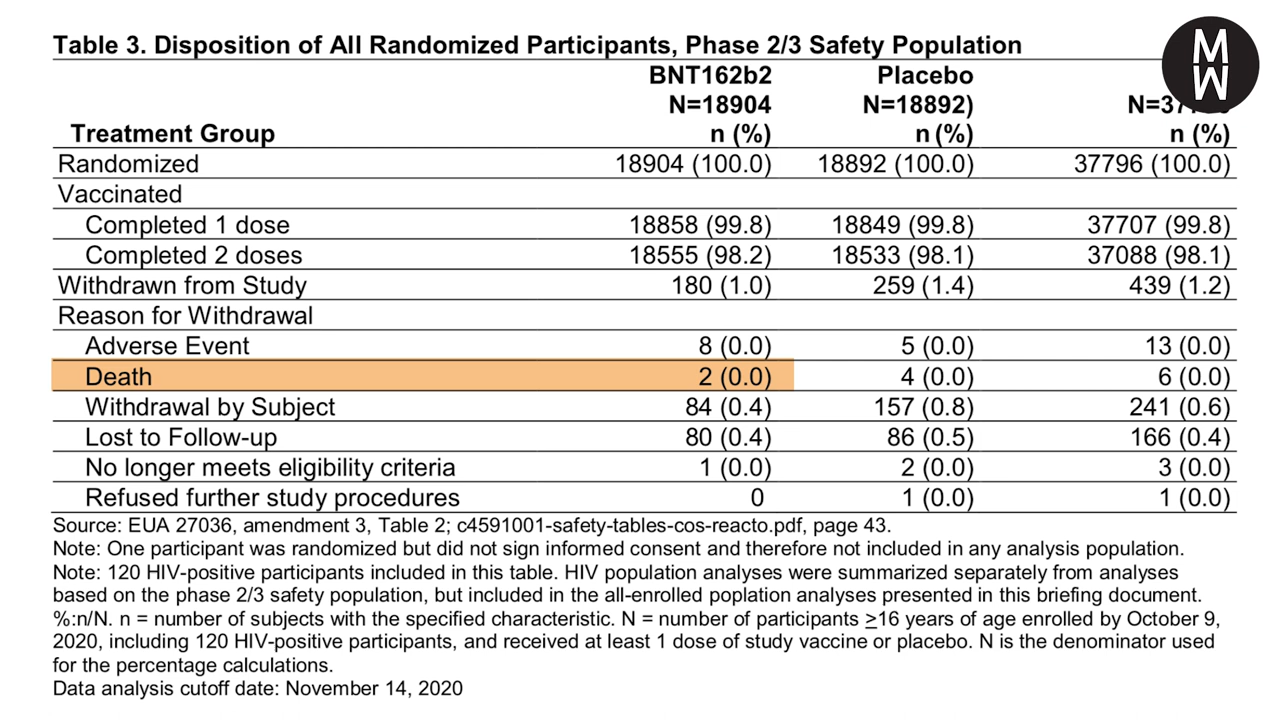 Table 3. Disposition of All Randomized Participants, Phase 2/3 Safety Population
MW
BNT162b2 Placebo
N=18904 N=18892)
Treatment Group n (%) n (%) n (%)
Randomized 18904 (100.0) 18892 (100.0) 37796 (100.0)
Vaccinated
Completed 1 dose 18858 (99.8) 18849 (99.8) 37707 (99.8)
Completed 2 doses 18555 (98.2) 18533 (98.1) 37088 (98.1)
Withdrawn from Study 180 (1.0) 259 (1.4) 439 (1.2)
Reason for Withdrawal
Adverse Event 8 (0.0) 5 (0.0) 13 (0.0)
Death 2 (0.0) 4 (0.0) 6 (0.0)
Withdrawal by Subject 84 (0.4) 157 (0.8) 241 (0.6)
Lost to Follow-up 80 (0.4) 86 (0.5) 166 (0.4)
No longer meets eligibility criteria 1 (0.0) 2 (0.0) 3 (0.0)
Refused further study procedures 0 1 (0.0) 1 (0.0)
Source: EUA 27036, amendment 3, Table 2; c4591001-safety-tables-cos-reacto.pdf, page 43.
Note: One participant was randomized but did not sign informed consent and therefore not included in any analysis population.
Note: 120 HIV-positive participants included in this table. HIV population analyses were summarized separately from analyses
based on the phase 2/3 safety population, but included in the all-enrolled poplation analyses presented in this briefing document.
%:n/N. n = number of subjects with the specified characteristic. N = number of participants ≥16 years of age enrolled by October 9,
2020, including 120 HIV-positive participants, and received at least 1 dose of study vaccine or placebo. N is the denominator used
for the percentage calculations.
Data analysis cutoff date: November 14, 2020